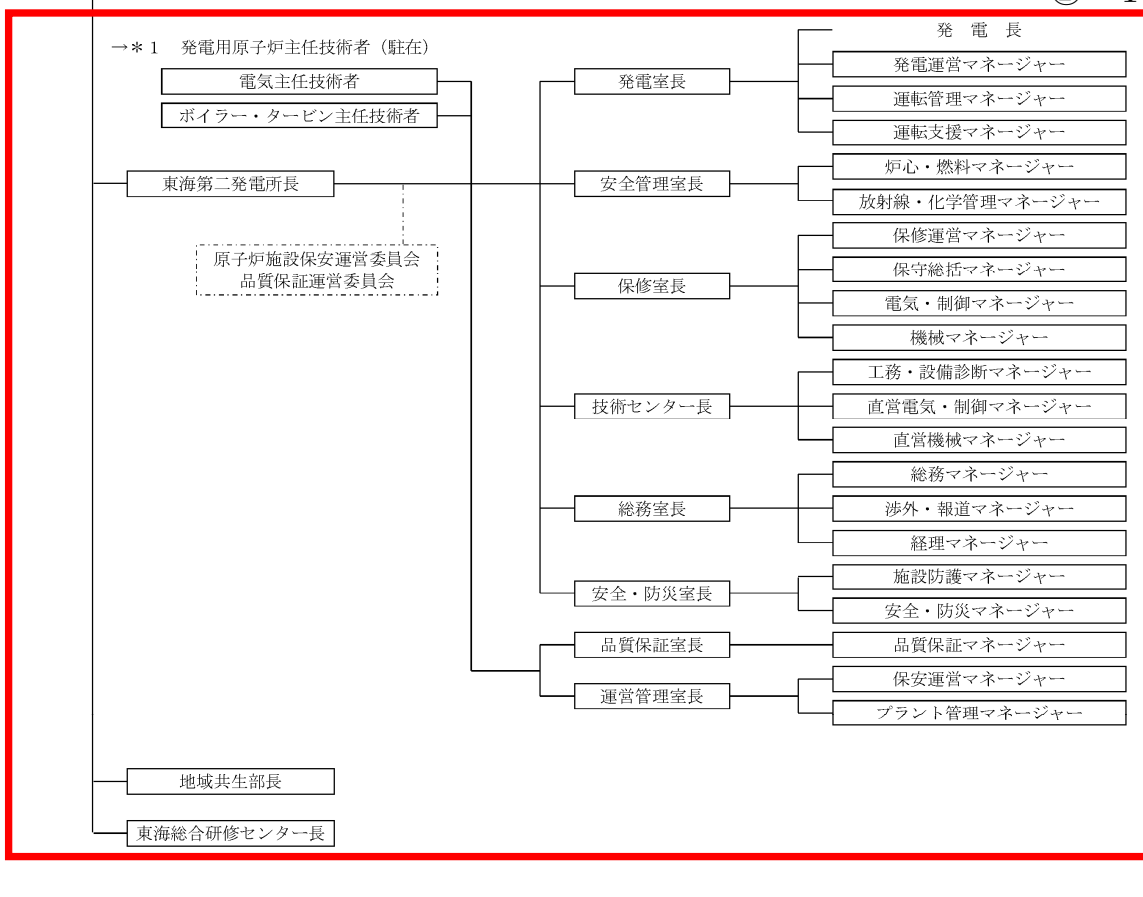 →＊１　発電用原子炉主任技術者（駐在）
電気主任技術者
ボイラー・タービン主任技術者
東海第二発電所長
原子炉施設保安運営委員会
品質保証運営委員会
発電室長
発　電　長
発電運営マネージャー
運転管理マネージャー
運転支援マネージャー
安全管理室長
炉心・燃料マネージャー
放射線・化学管理マネージャー
保修室長
保修運営マネージャー
保守総括マネージャー
電気・制御マネージャー
機械マネージャー
技術センター長
工務・設備診断マネージャー
直営電気・制御マネージャー
直営機械マネージャー
総務室長
総務マネージャー
渉外・報道マネージャー
経理マネージャー
安全・防災室長
施設防護マネージャー
安全・防災マネージャー
品質保証室長
品質保証マネージャー
運営管理室長
保安運営マネージャー
プラント管理マネージャー
地域共生部長
東海総合研修センター長